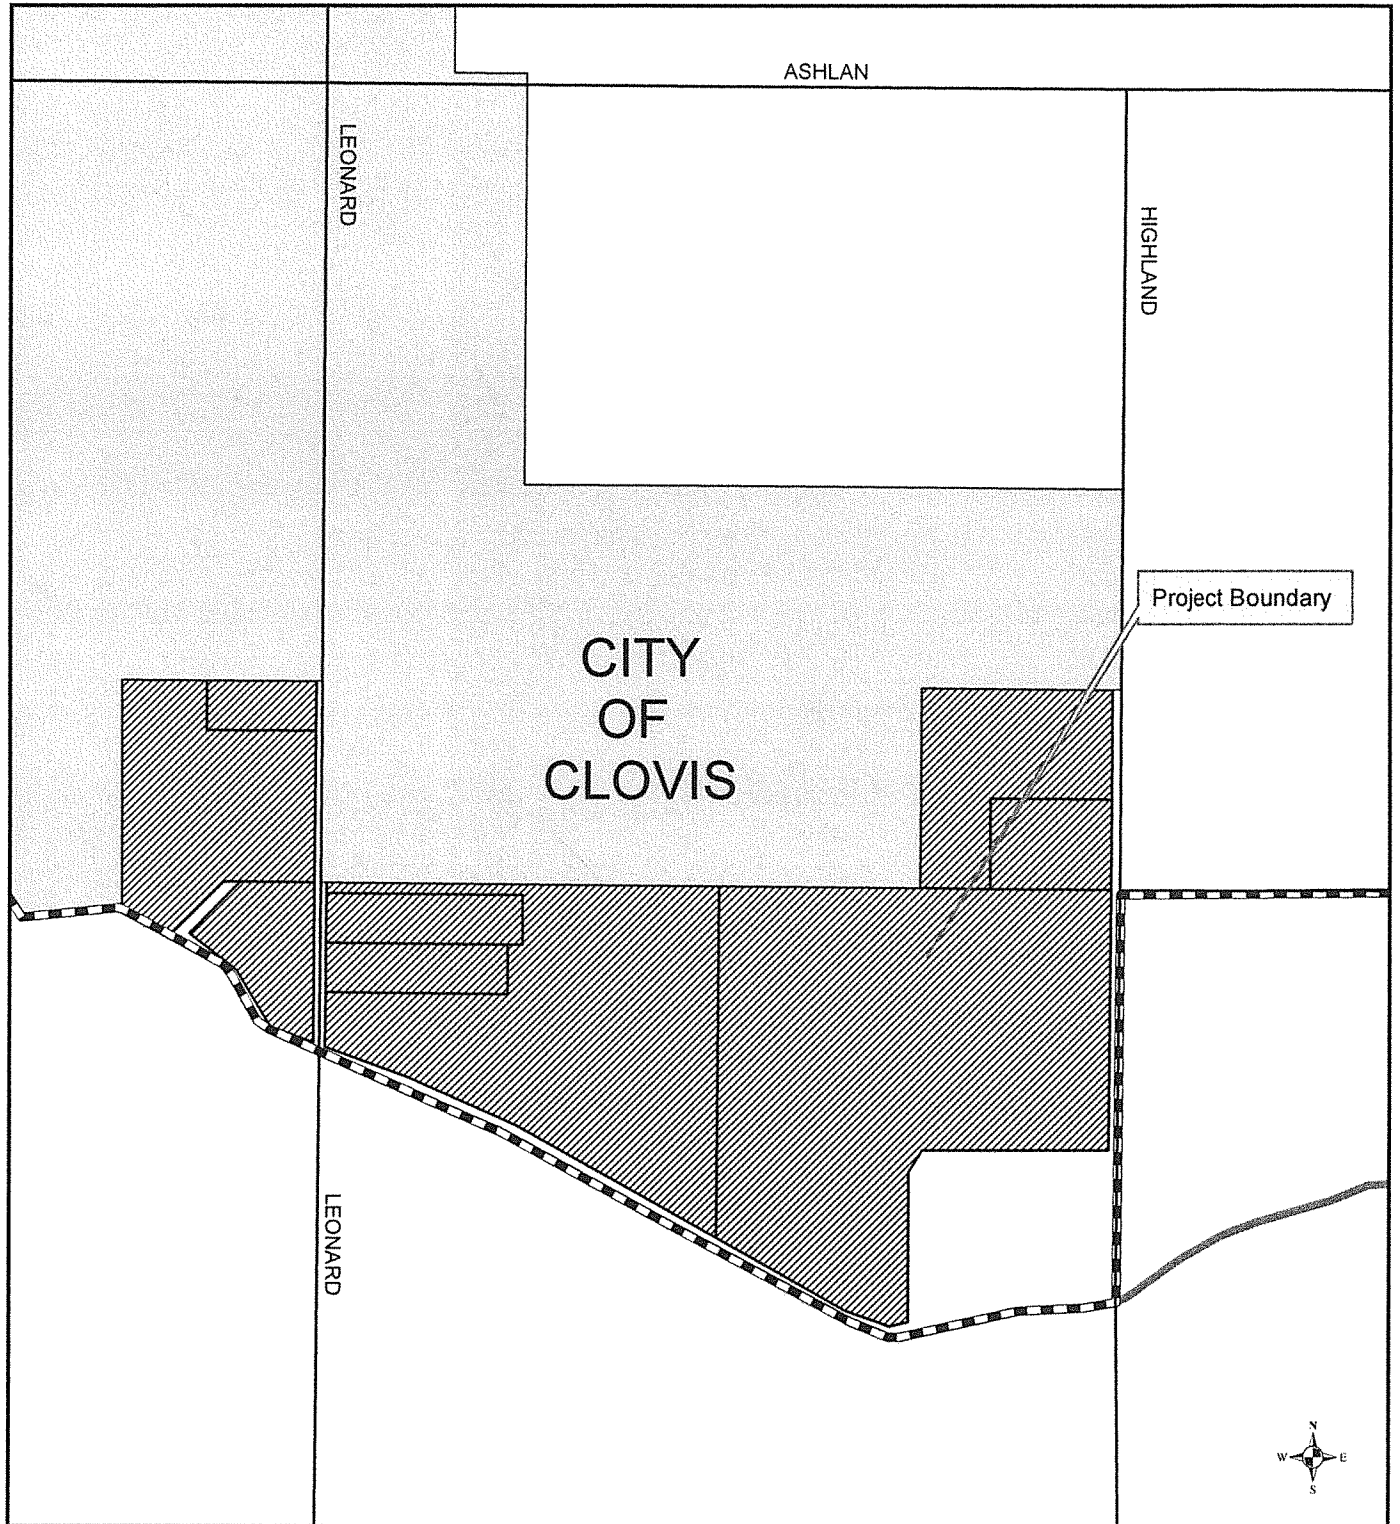 ASHLAN
LEONARD
HIGHLAND
Project Boundary
CITY
OF
CLOVIS
LEONARD
N
W E
S